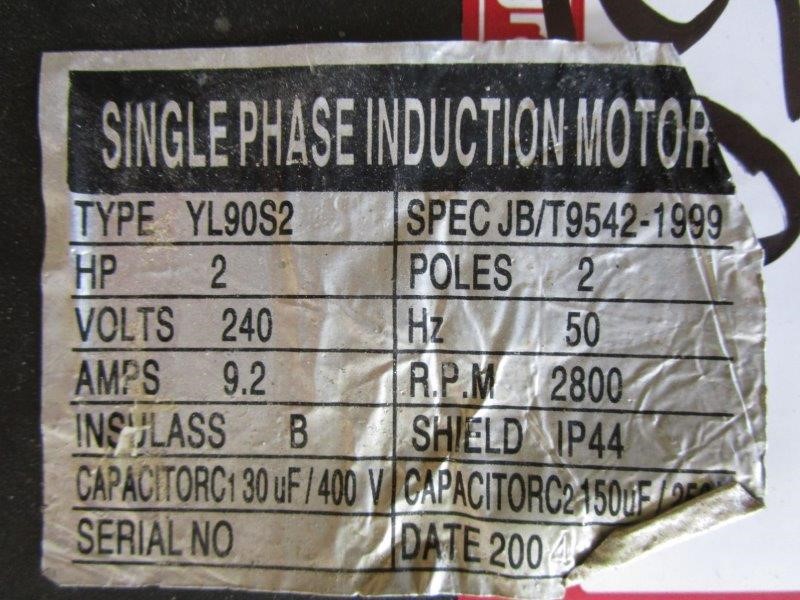 SINGLE PHASE INDUCTION MOTOR
TYPE YL90S2 SPEC JB/T9542-1999
HP 2 POLES 2
VOLTS 240 Hz 50
AMPS 9.2 R.P.M 2800
INSULASS B SHIELD IP44
CAPACITORC1 30 uF/400 V CAPACITORC2 150uF/250
SERIAL NO DATE 2004